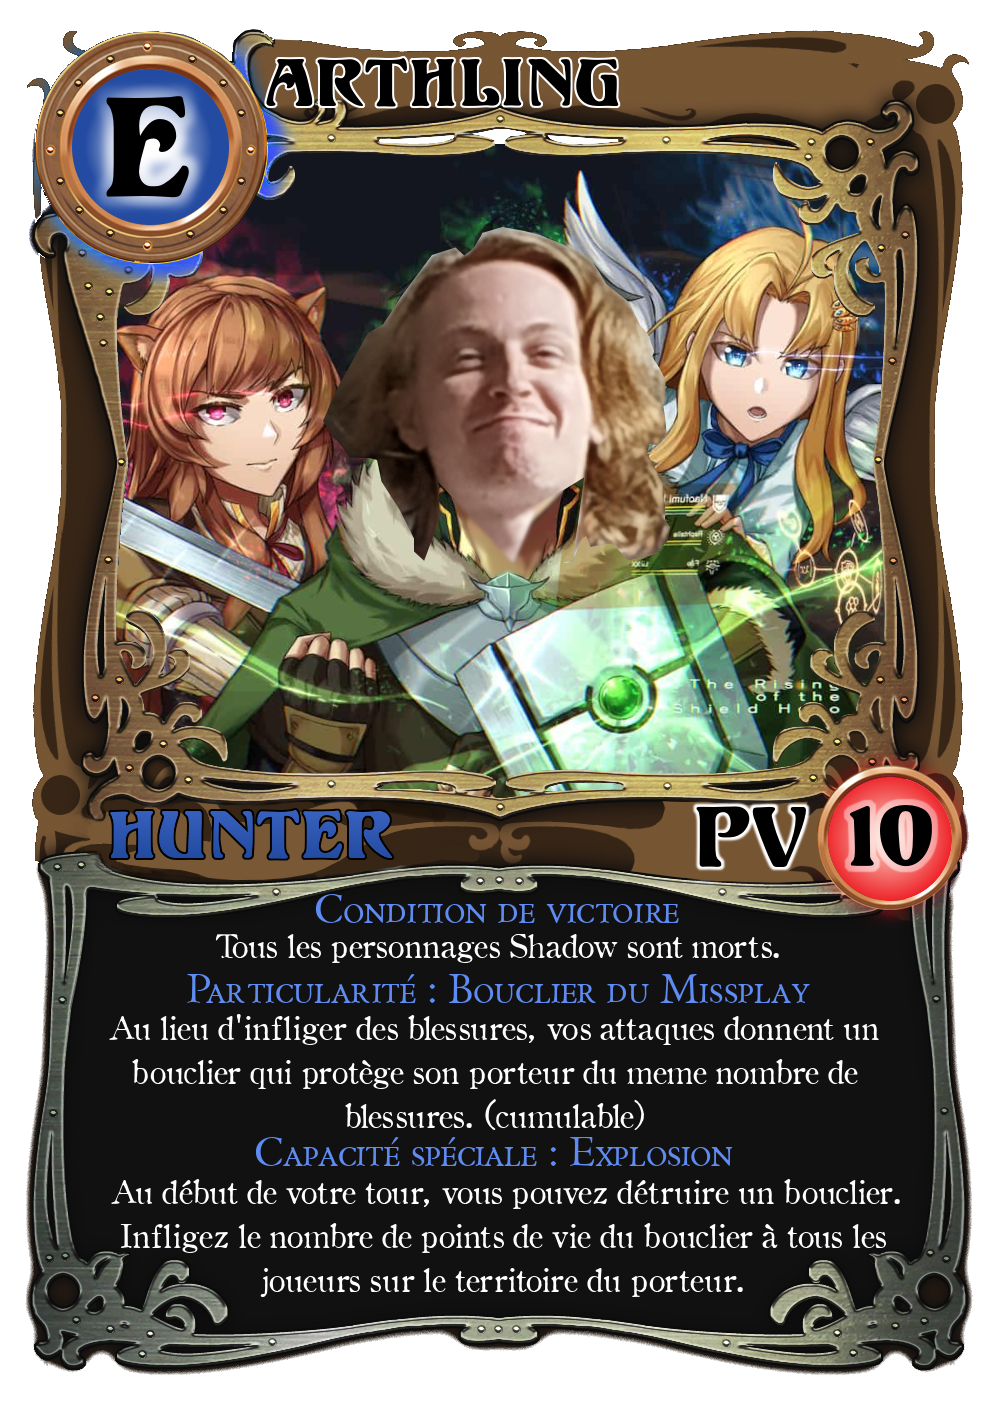 E ARTHLING
The Rising
of the
Shield H
HUNTER
PV 10
CONDITION DE VICTOIRE
Tous les personnages Shadow sont morts.
PARTICULARITÉ : BOUCLIER DU MISSPLAY
Au lieu d'infliger des blessures, vos attaques donnent un
bouclier qui protège son porteur du meme nombre de
blessures. (cumulable)
CAPACITÉ SPÉCIALE : EXPLOSION
Au début de votre tour, vous pouvez détruire un bouclier.
Infligez le nombre de points de vie du bouclier à tous les
joueurs sur le territoire du porteur.